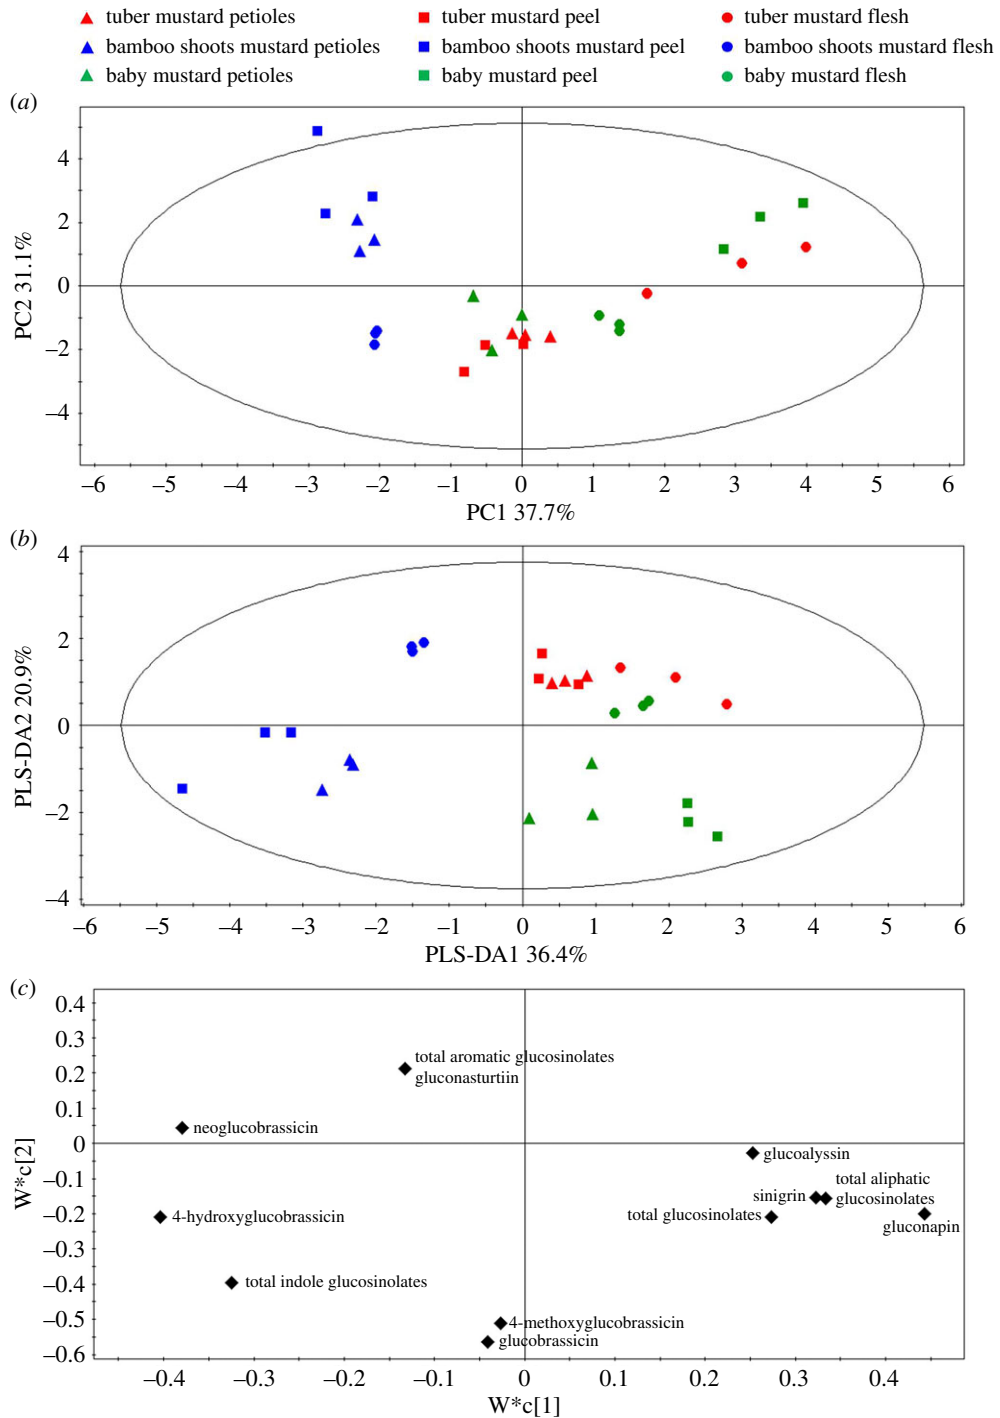 tuber mustard petioles
tuber mustard peel
tuber mustard flesh
bamboo shoots mustard petioles
bamboo shoots mustard peel
bamboo shoots mustard flesh
baby mustard petioles
baby mustard peel
baby mustard flesh
(a)
PC2 31.1%
4
2
0
–2
–4
–6
–5
–4
–3
–2
–1
0
1
2
3
4
5
6
PC1 37.7%
(b)
PLS-DA2 20.9%
4
2
0
–2
–4
–6
–5
–4
–3
–2
–1
0
1
2
3
4
5
6
PLS-DA1 36.4%
(c)
W*c[2]
0.4
0.3
0.2
0.1
0
–0.1
–0.2
–0.3
–0.4
–0.5
–0.6
total aromatic glucosinolates
gluconasturtiin
neoglucobrassicin
glucoalyssin
sinigrin
total aliphatic
glucosinolates
total glucosinolates
gluconapin
4-hydroxyglucobrassicin
total indole glucosinolates
4-methoxyglucobrassicin
glucobrassicin
–0.4
–0.3
–0.2
–0.1
0
0.1
0.2
0.3
0.4
W*c[1]